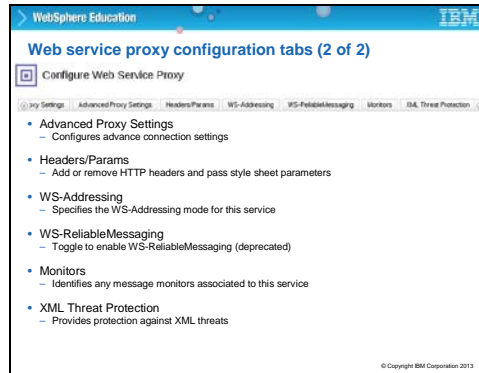 WebSphere Education
IBM
Web service proxy configuration tabs (2 of 2)
Configure Web Service Proxy
oxy Settings Advanced Proxy Settings Headers/Params WS-Addressing WS-ReliableMessaging Monitors XML Threat Protection
• Advanced Proxy Settings
– Configures advance connection settings
• Headers/Params
– Add or remove HTTP headers and pass style sheet parameters
• WS-Addressing
– Specifies the WS-Addressing mode for this service
• WS-ReliableMessaging
– Toggle to enable WS-ReliableMessaging (deprecated)
• Monitors
– Identifies any message monitors associated to this service
• XML Threat Protection
– Provides protection against XML threats
© Copyright IBM Corporation 2013